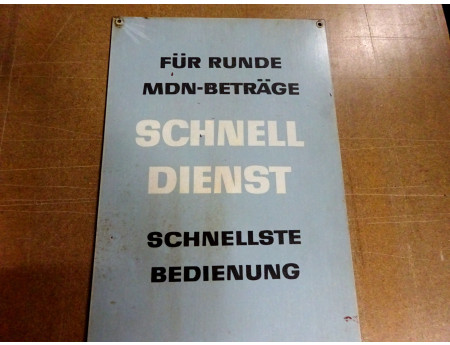 FÜR RUNDE
MDN-BETRÄGE
SCHNELL
DIENST
SCHNELLSTE
BEDIENUNG